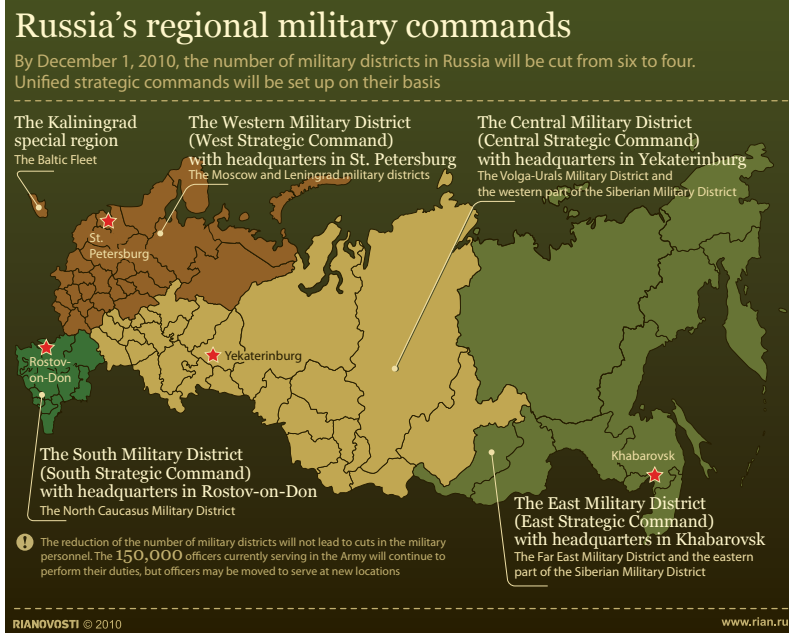 Russia's regional military commands
By December 1, 2010, the number of military districts in Russia will be cut from six to four.
Unified strategic commands will be set up on their basis
The Kaliningrad
special region
The Baltic Fleet
The Western Military District
(West Strategic Command)
with headquarters in St. Petersburg
The Moscow and Leningrad military districts
The Central Military District
(Central Strategic Command)
with headquarters in Yekaterinburg
The Volga-Urals Military District and
the western part of the Siberian Military District
St.
Petersburg
Rostov-
on-Don
Yekaterinburg
Khabarovsk
The South Military District
(South Strategic Command)
with headquarters in Rostov-on-Don
The North Caucasus Military District
The East Military District
(East Strategic Command)
with headquarters in Khabarovsk
The Far East Military District and the eastern
part of the Siberian Military District
! The reduction of the number of military districts will not lead to cuts in the military
personnel. The 150,000 officers currently serving in the Army will continue to
perform their duties, but officers may be moved to serve at new locations
RIANOVOSTI © 2010
www.rian.ru